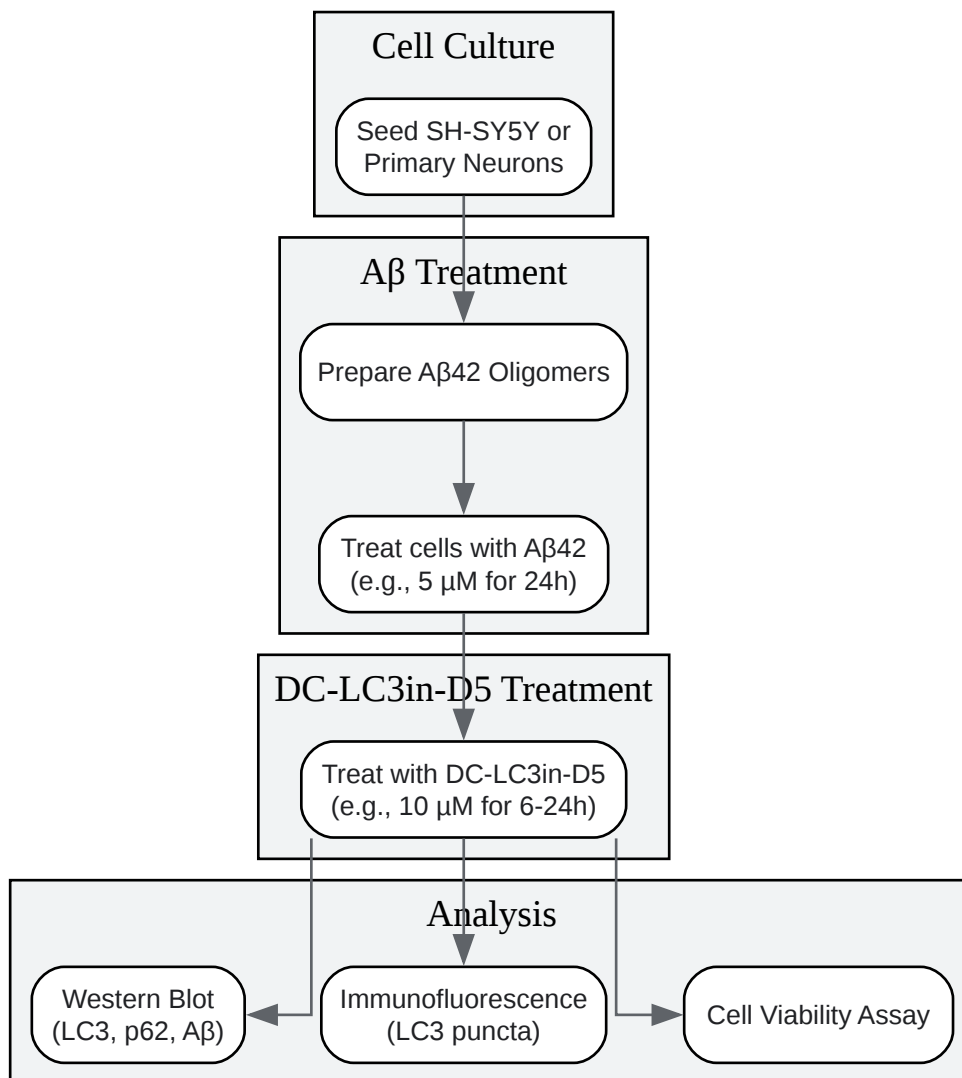 Cell Culture
Seed SH-SY5Y or
Primary Neurons
Aβ Treatment
Prepare Aβ42 Oligomers
Treat cells with Aβ42
(e.g., 5 µM for 24h)
DC-LC3in-D5 Treatment
Treat with DC-LC3in-D5
(e.g., 10 µM for 6-24h)
Analysis
Western Blot
(LC3, p62, Aβ)
Immunofluorescence
(LC3 puncta)
Cell Viability Assay